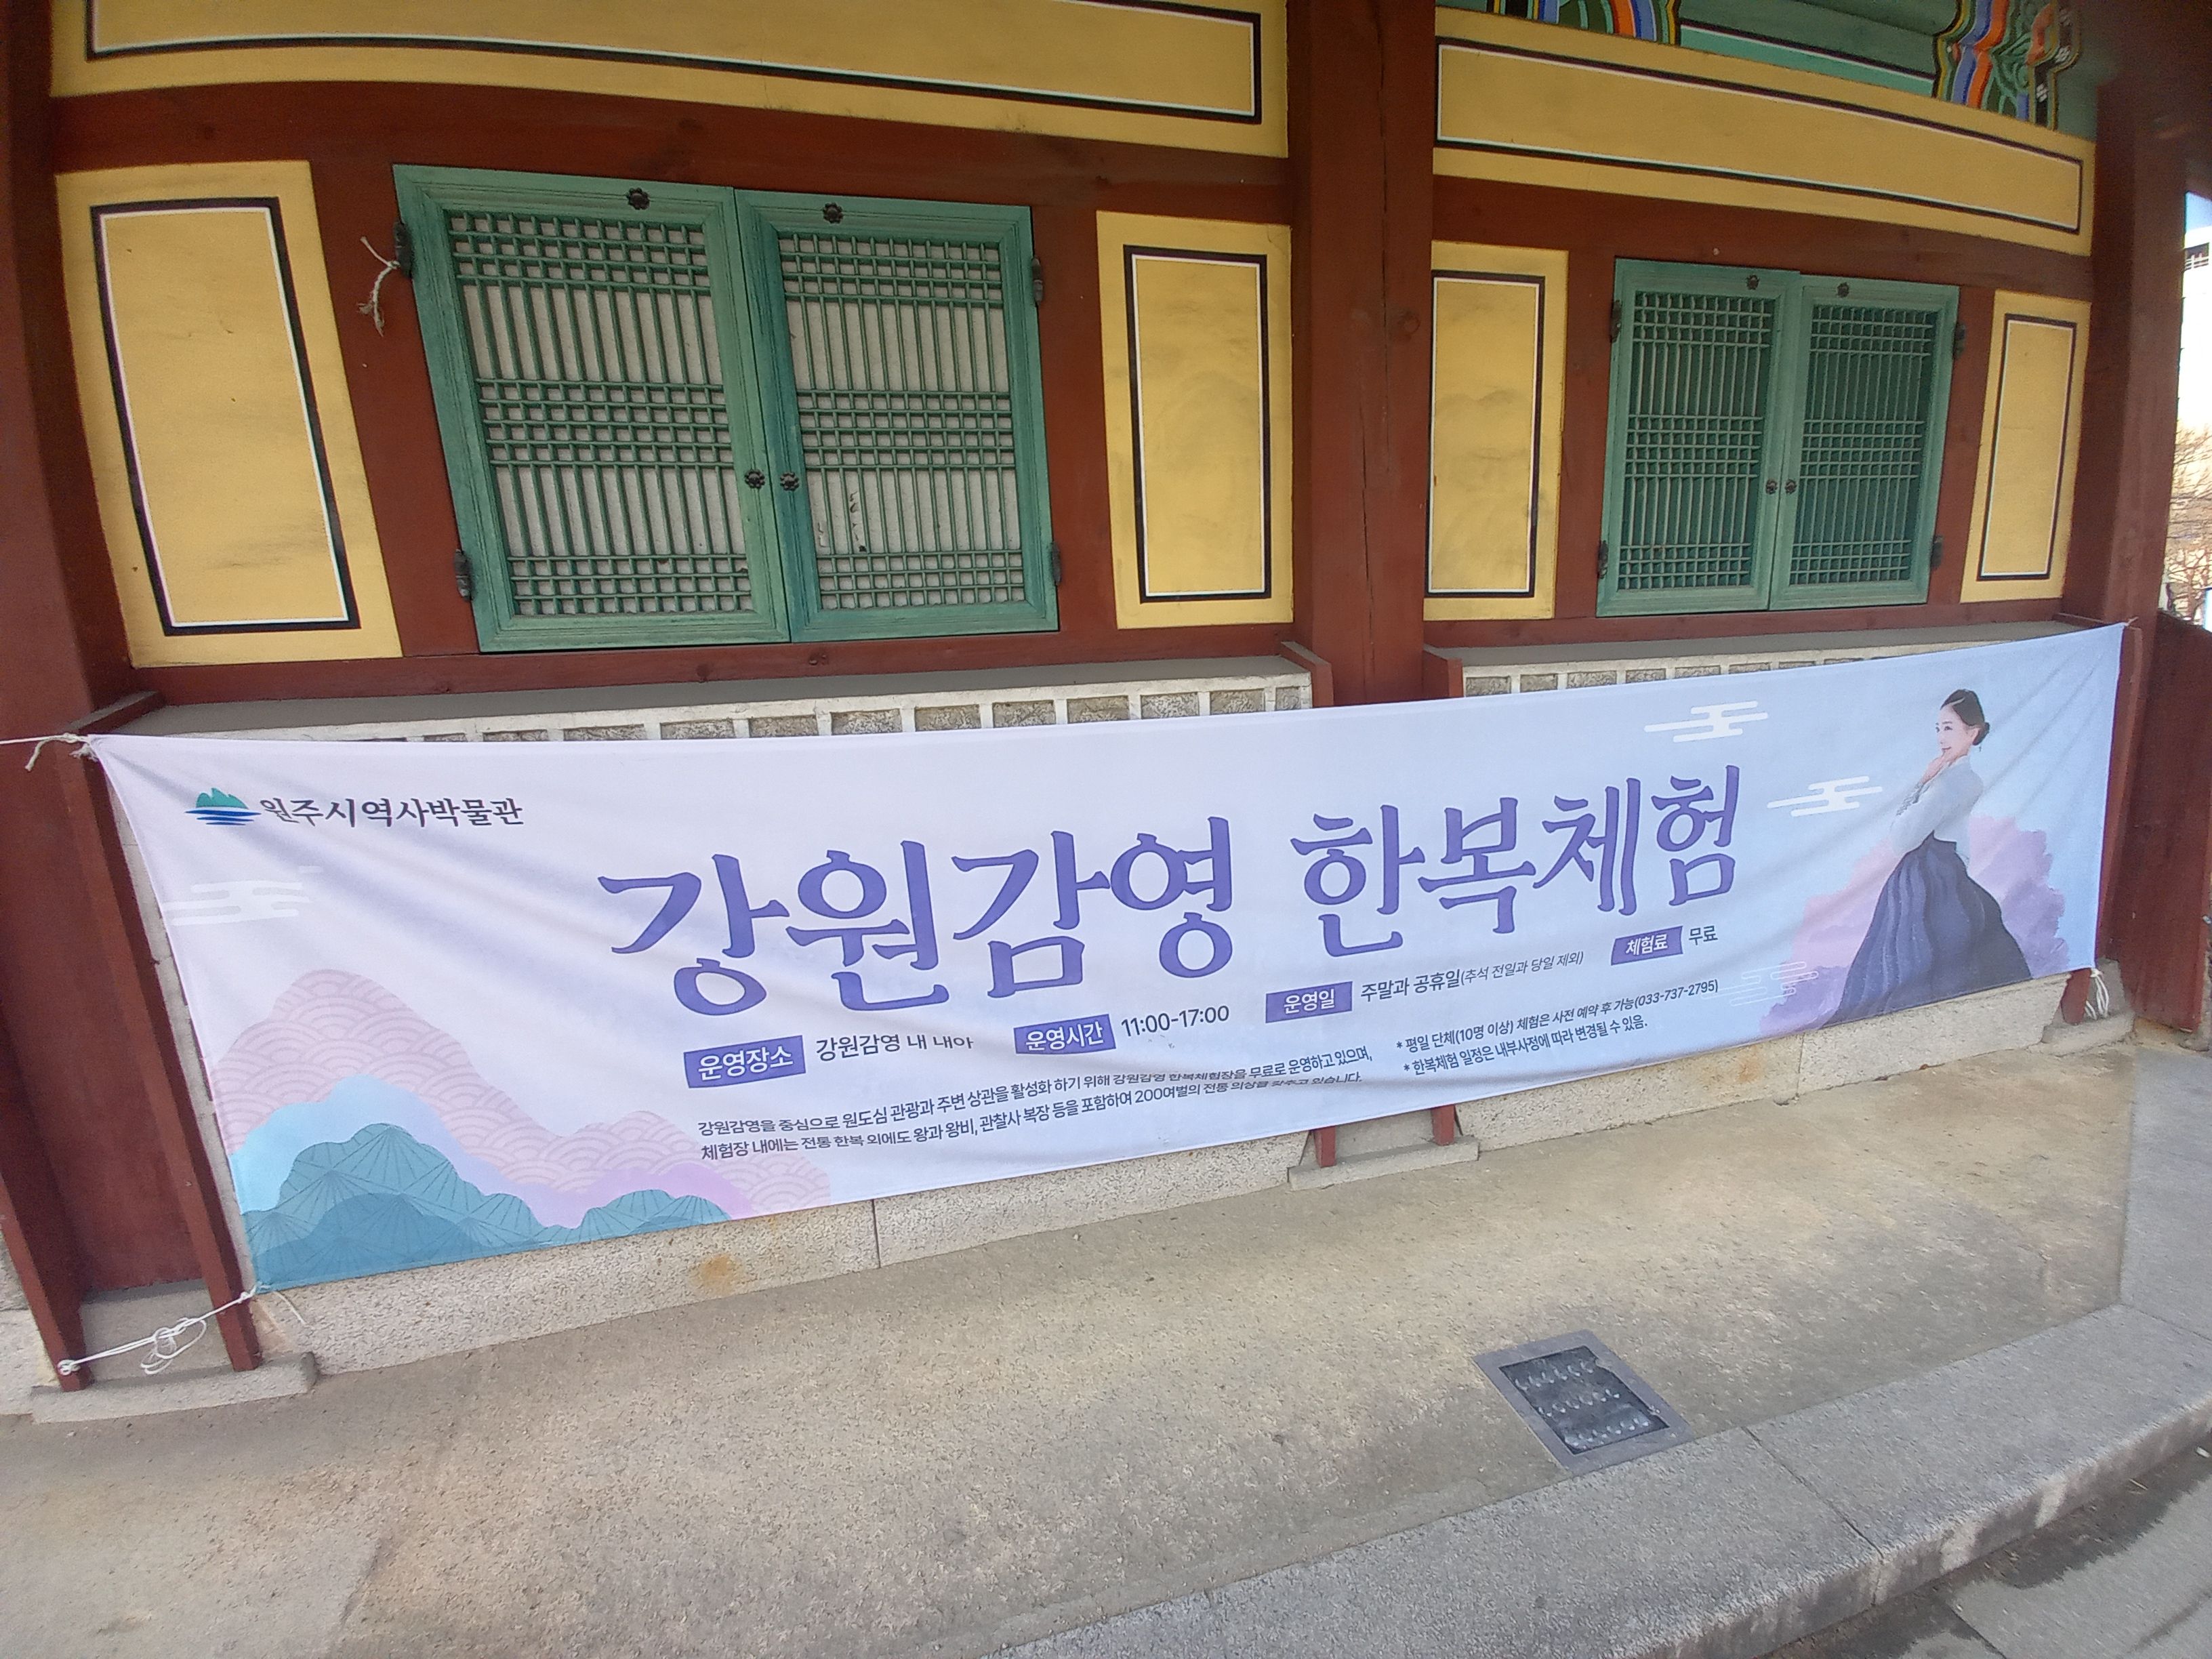 원주시역사박물관
강원감영 한복체험
운영장소 강원감영 내 내아 운영시간 11:00-17:00 운영일 주말과 공휴일(추석 전일과 당일 제외) 체험료 무료
강원감영을 중심으로 원도심 관광과 주변 상관을 활성화 하기 위해 강원감영 한복체험장을 무료로 운영하고 있으며,
체험장 내에는 전통 한복 외에도 왕과 왕비, 관찰사 복장 등을 포함하여 200여벌의 전통 의상을 갖추고 있습니다.
* 평일 단체(10명 이상) 체험은 사전 예약 후 가능(033-737-2795)
* 한복체험 일정은 내부사정에 따라 변경될 수 있음.